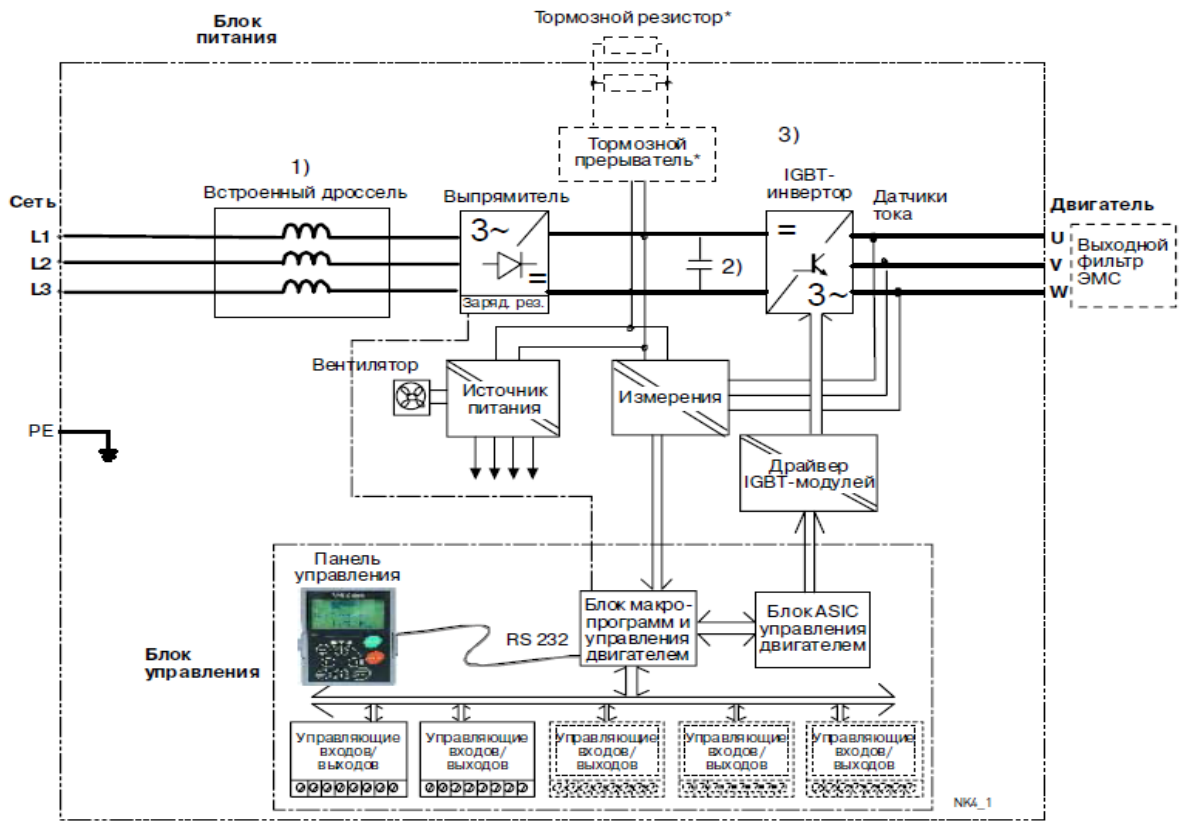 Блок
питания
Тормозной резистор*
Тормозной
прерыватель*
1)
Встроенный дроссель
Выпрямитель
3)
IGBT-
инвертор
Датчики
тока
Сеть
Двигатель
L1
L2
L3
3~
=
Заряд. рез.
2)
=
3~
U
V
W
Выходной
фильтр
ЭМС
Вентилятор
Источник
питания
Измерения
PE
Драйвер
IGBT-модулей
Панель
управления
RS 232
Блок макро-
программ и
управления
двигателем
Блок ASIC
управления
двигателем
Блок
управления
Управляющие
входов/
выходов
Управляющие
входов/
выходов
Управляющие
входов/
выходов
Управляющие
входов/
выходов
Управляющие
входов/
выходов
NK4_1